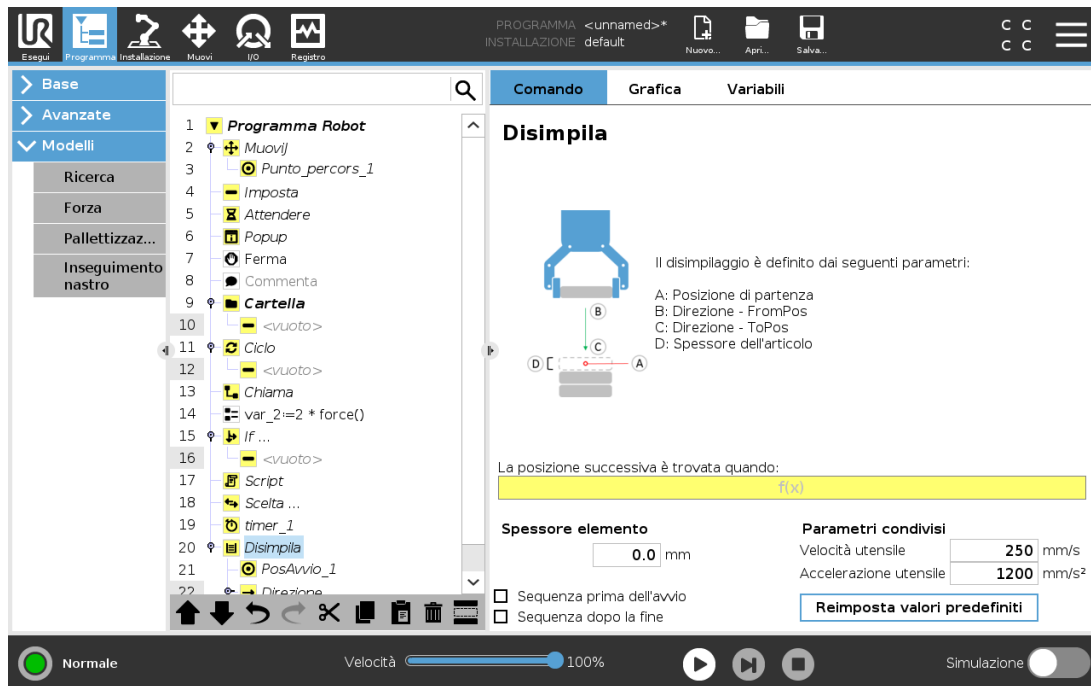 PROGRAMMA <unnamed>*
INSTALLAZIONE default
Esegui Programma Installazione Muovi I/O Registro Nuovo... Apri... Salva...
C C
C C
Base
Avanzate
Modelli
Ricerca
Forza
Pallettizzaz...
Inseguimento
nastro
1 Programma Robot
2 MuoviJ
3 Punto_percors_1
4 Imposta
5 Attendere
6 Popup
7 Ferma
8 Commenta
9 Cartella
10 <vuoto>
11 Ciclo
12 <vuoto>
13 Chiama
14 var_2:=2 * force()
15 If ...
16 <vuoto>
17 Script
18 Scelta ...
19 timer_1
20 Disimpila
21 PosAvvio_1
22 Direzione
Comando Grafica Variabili
Disimpila
B
C
D
A
Il disimpilaggio è definito dai seguenti parametri:
A: Posizione di partenza
B: Direzione - FromPos
C: Direzione - ToPos
D: Spessore dell'articolo
La posizione successiva è trovata quando:
f(x)
Spessore elemento
0.0 mm
Sequenza prima dell'avvio
Sequenza dopo la fine
Parametri condivisi
Velocità utensile 250 mm/s
Accelerazione utensile 1200 mm/s²
Reimposta valori predefiniti
Normale
Velocità 100%
Simulazione